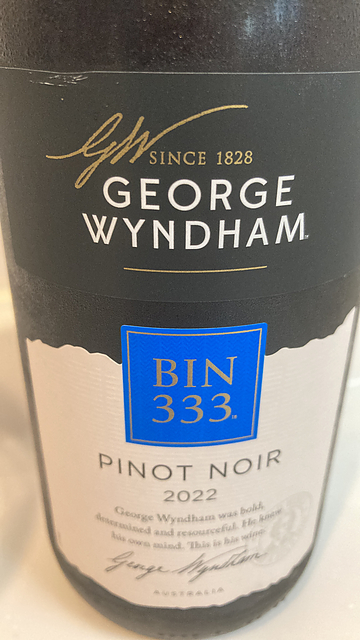 GW
SINCE 1828
GEORGE
WYNDHAM
BIN
333
PINOT NOIR
2022
George Wyndham was bold,
determined and resourceful. He knew
his own mind. This is his wine.
George Wyndham
AUSTRALIA